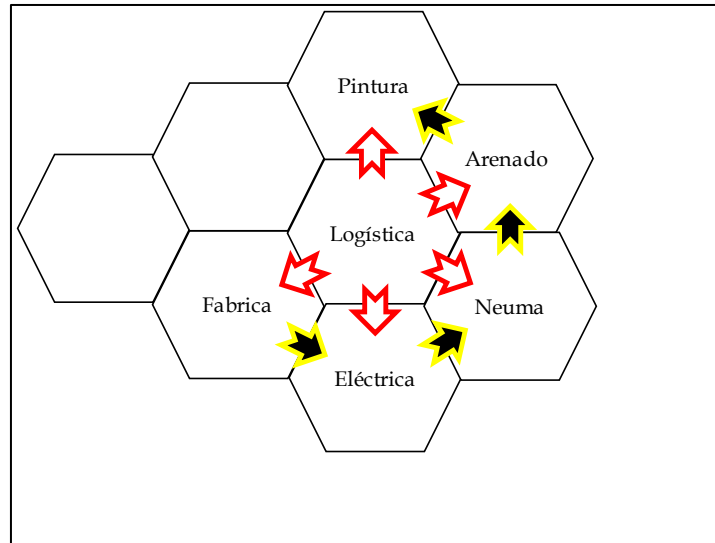 Pintura
Arenado
Logística
Fabrica
Neuma
Eléctrica